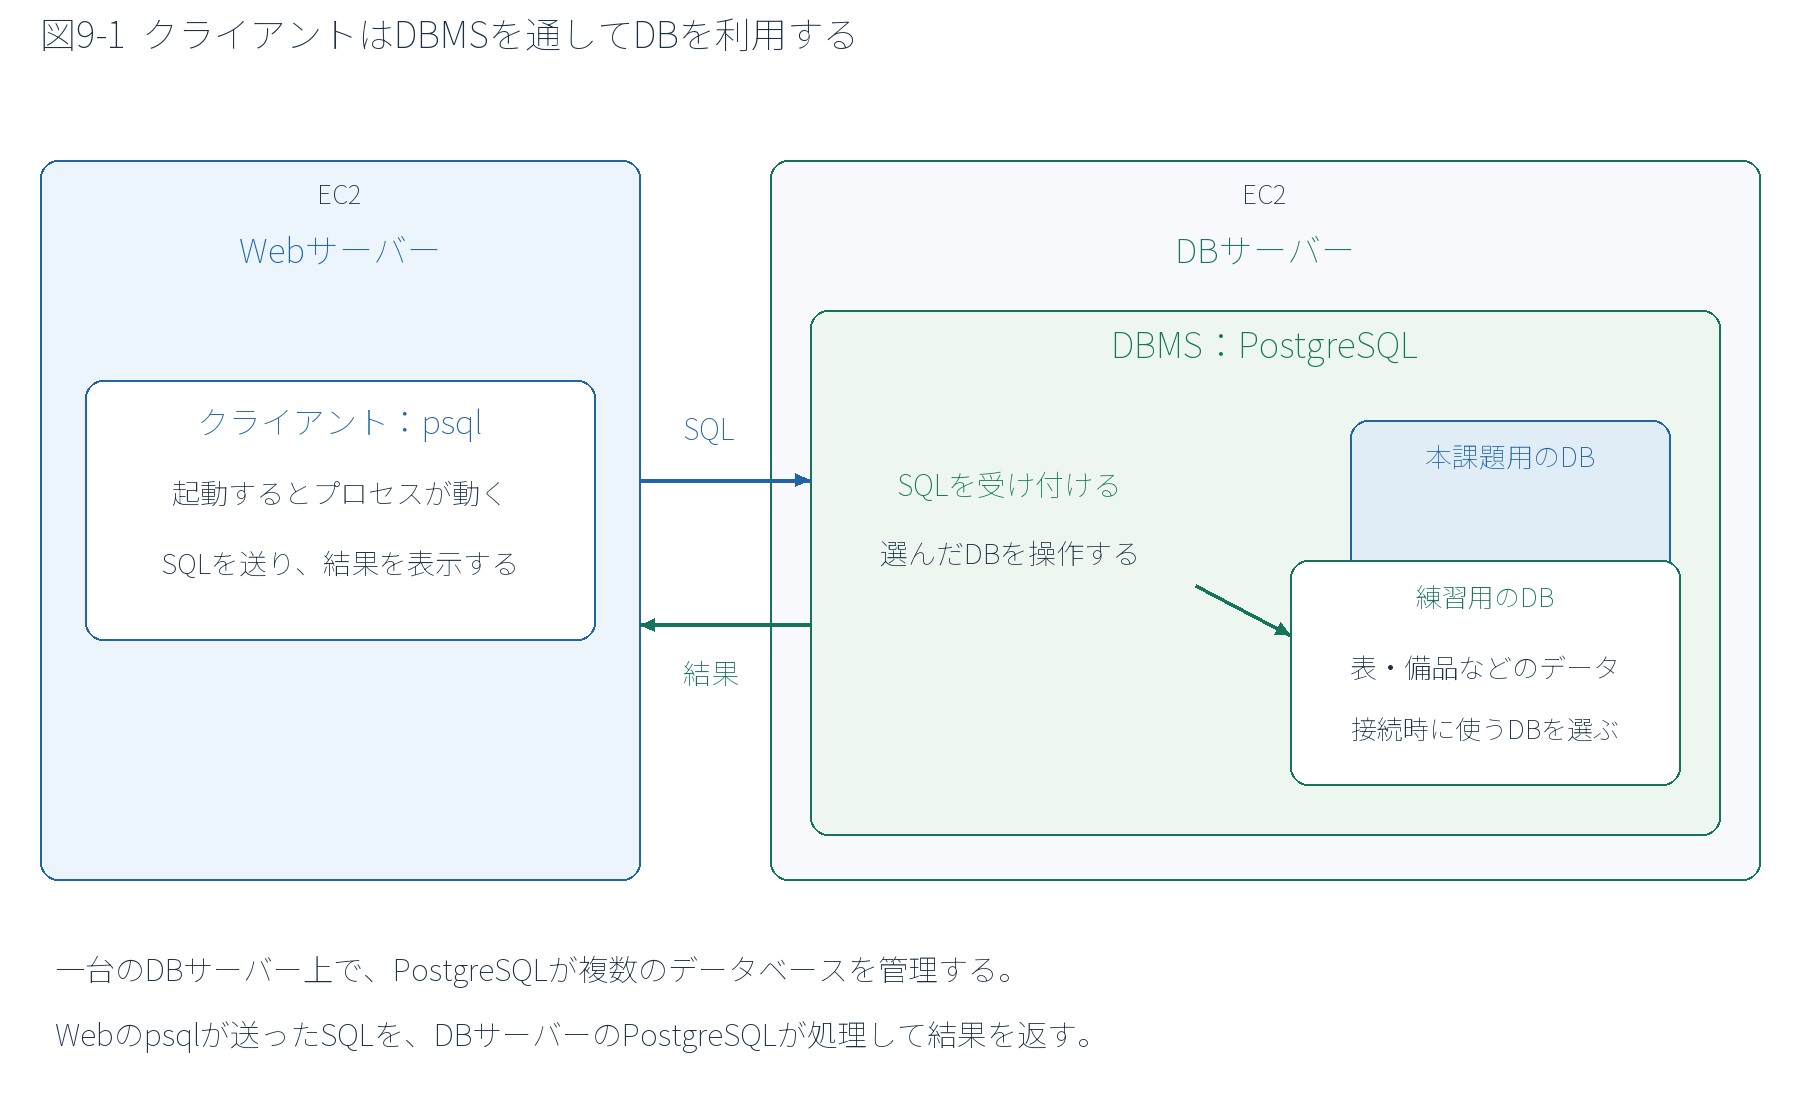 図9-1 クライアントはDBMSを通してDBを利用する
EC2
Webサーバー
クライアント：psql
起動するとプロセスが動く
SQLを送り、結果を表示する
SQL
結果
EC2
DBサーバー
DBMS：PostgreSQL
SQLを受け付ける
選んだDBを操作する
本課題用のDB
練習用のDB
表・備品などのデータ
接続時に使うDBを選ぶ
一台のDBサーバー上で、PostgreSQLが複数のデータベースを管理する。
Webのpsqlが送ったSQLを、DBサーバーのPostgreSQLが処理して結果を返す。